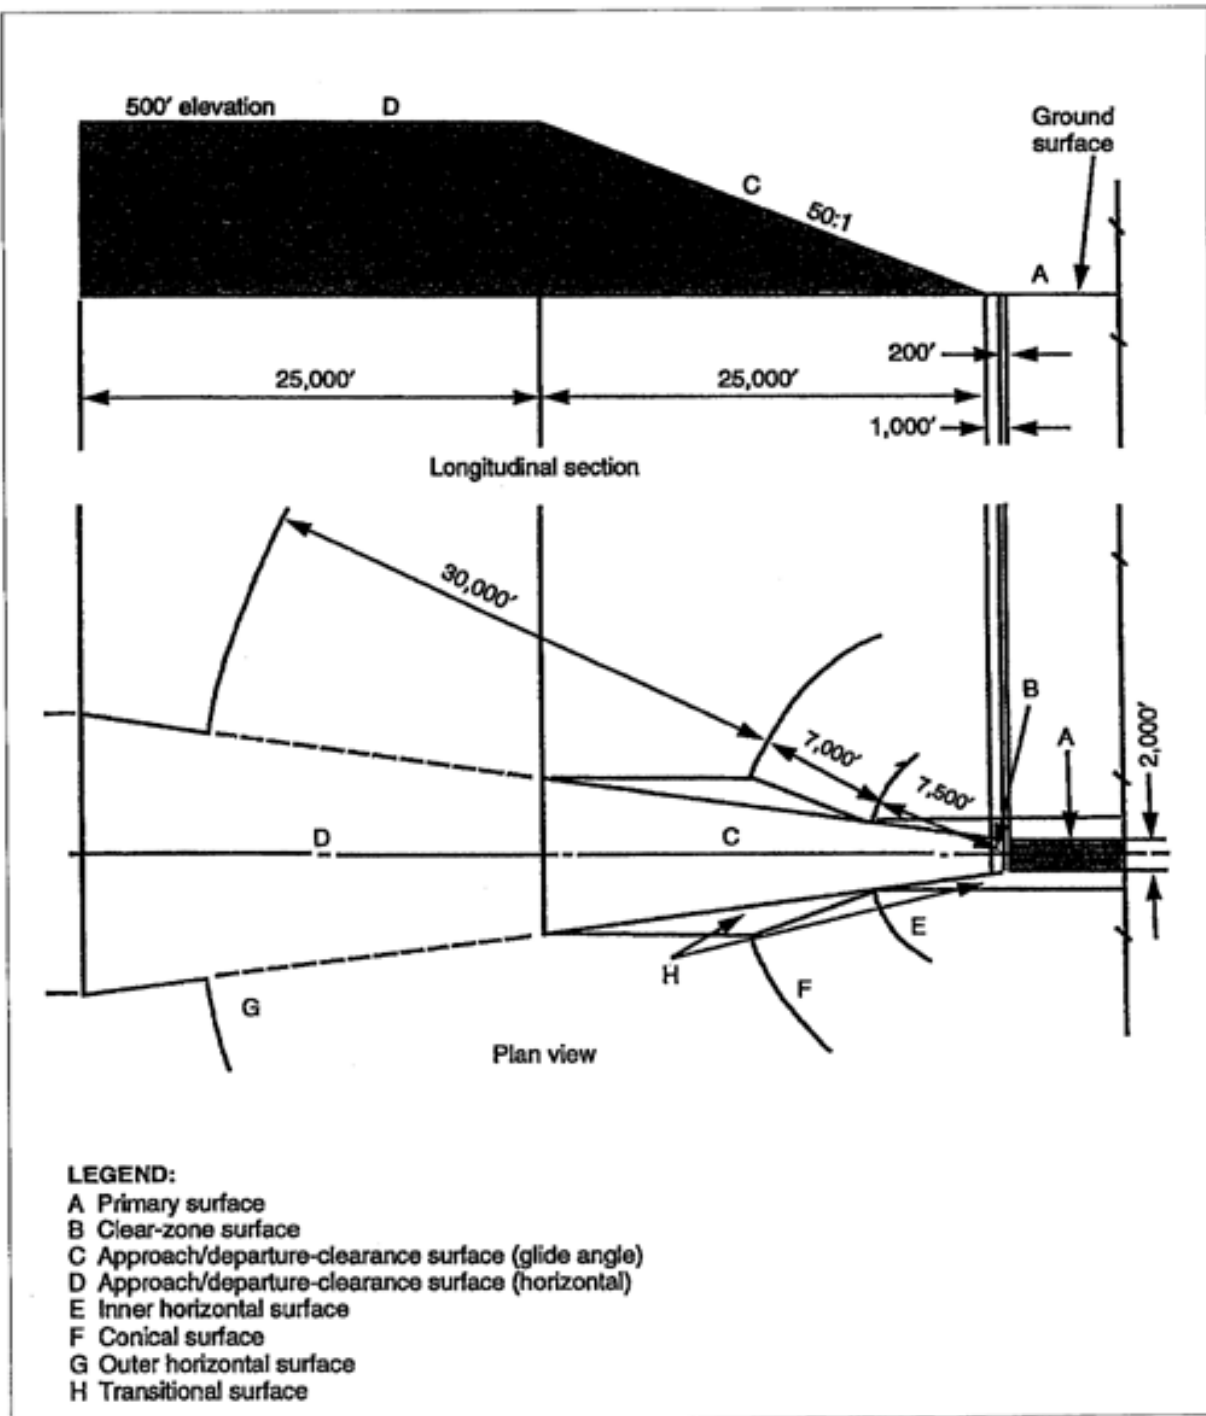 500′ elevation
D
Ground
surface
C
50:1
A
200′
25,000′
25,000′
1,000′
Longitudinal section
30,000′
B
7,000′
A
2,000′
7,500′
D
C
E
H
F
G
Plan view
LEGEND:
A Primary surface
B Clear-zone surface
C Approach/departure-clearance surface (glide angle)
D Approach/departure-clearance surface (horizontal)
E Inner horizontal surface
F Conical surface
G Outer horizontal surface
H Transitional surface